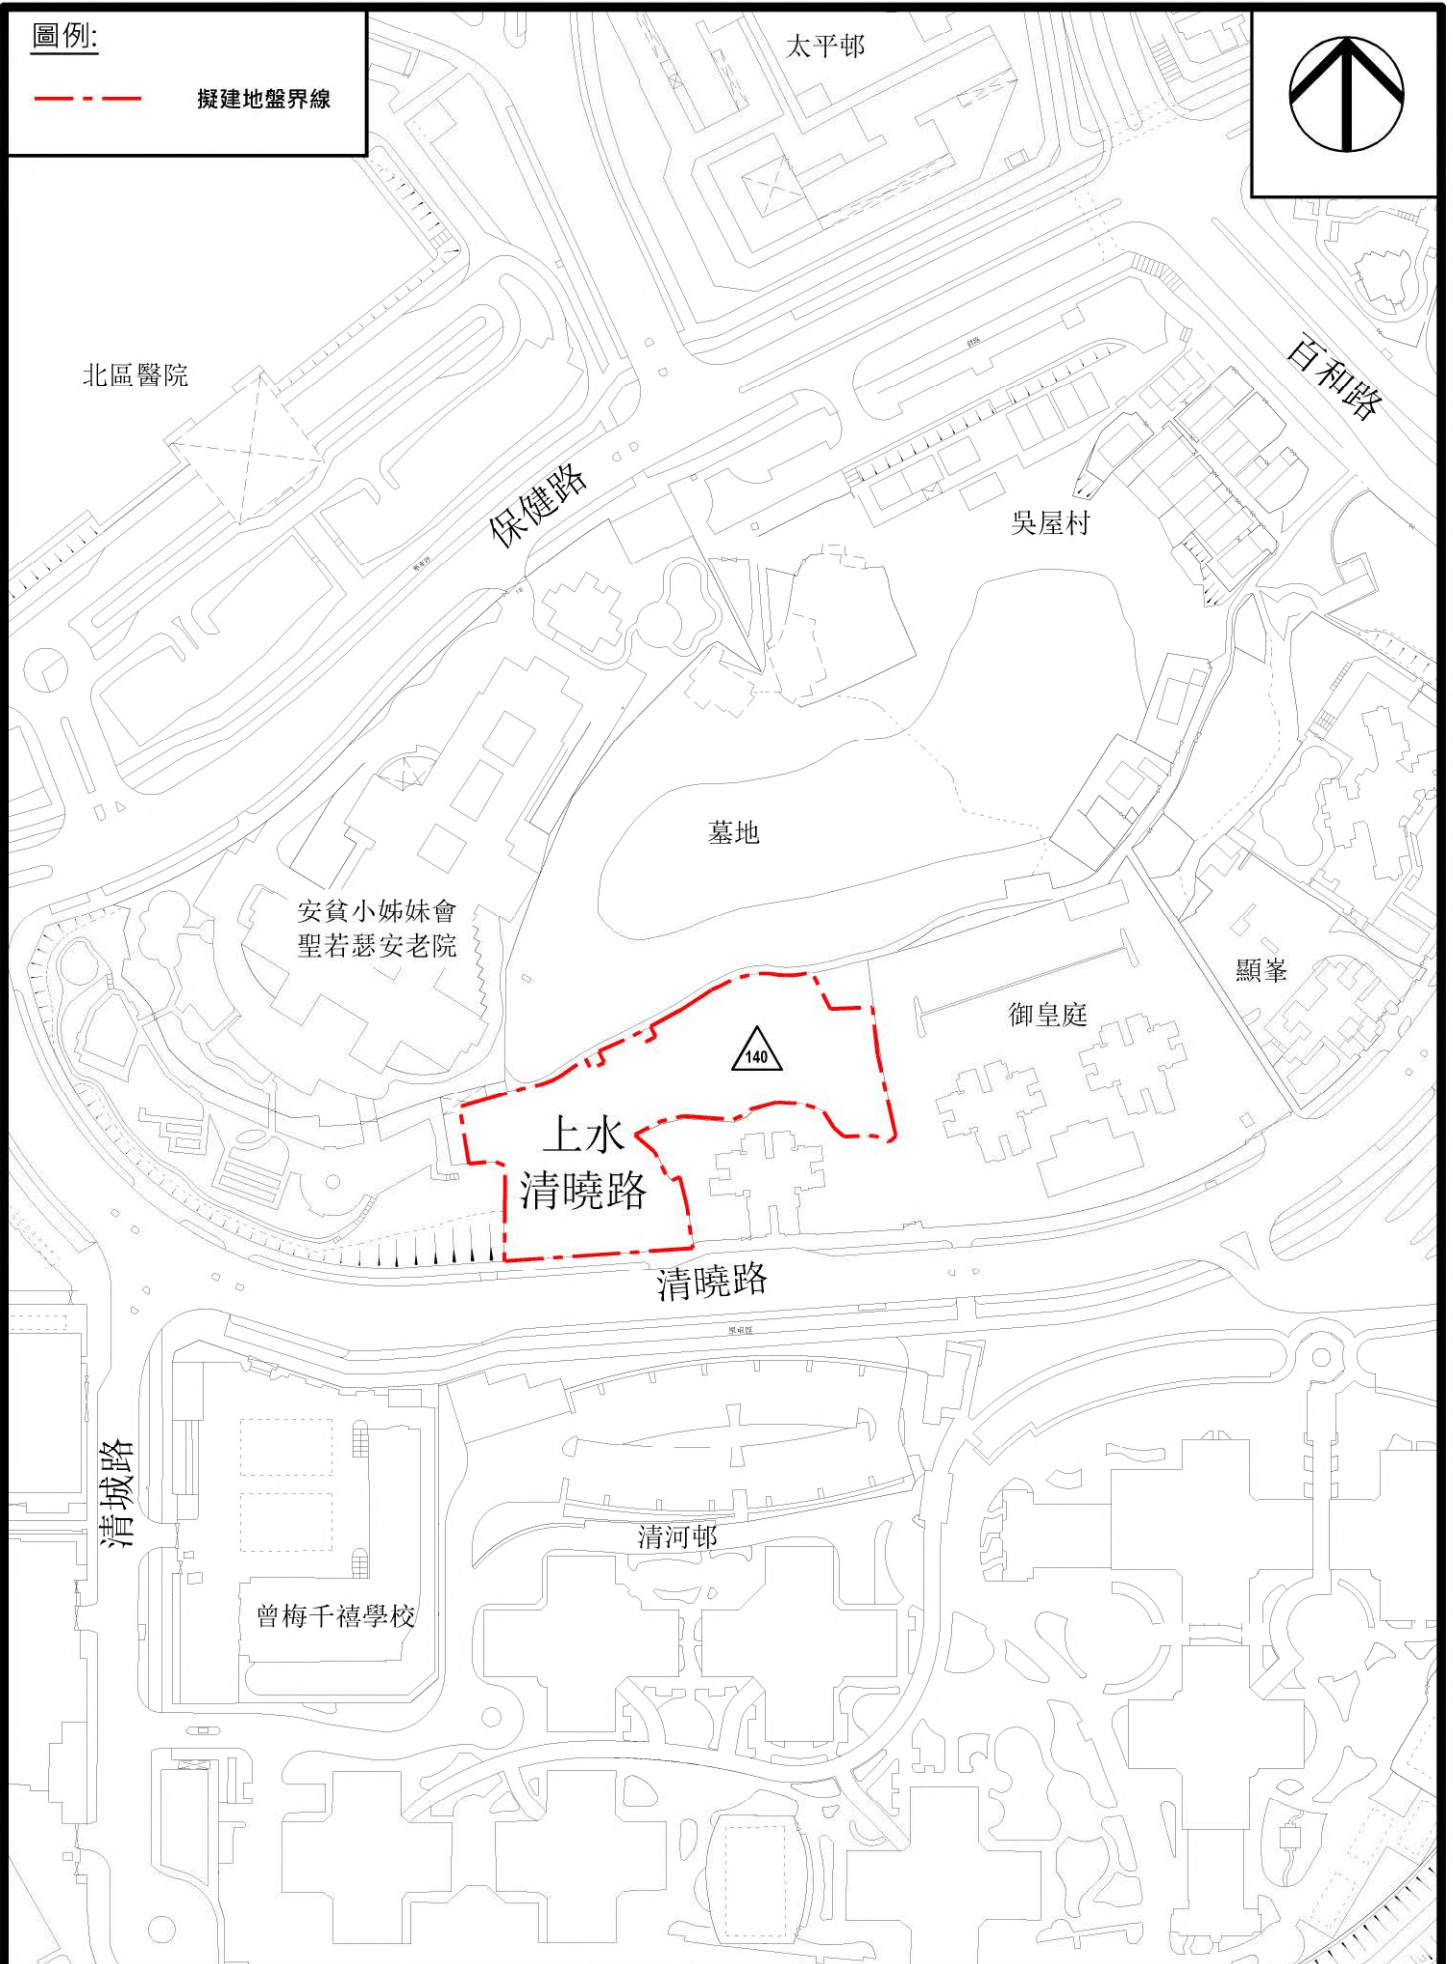 圖例:
擬建地盤界線
太平邨
北區醫院
百和路
保健路
吳屋村
墓地
安貧小姊妹會
聖若瑟安老院
顯峯
御皇庭
140
上水
清曉路
清曉路
清城路
清河邨
曾梅千禧學校